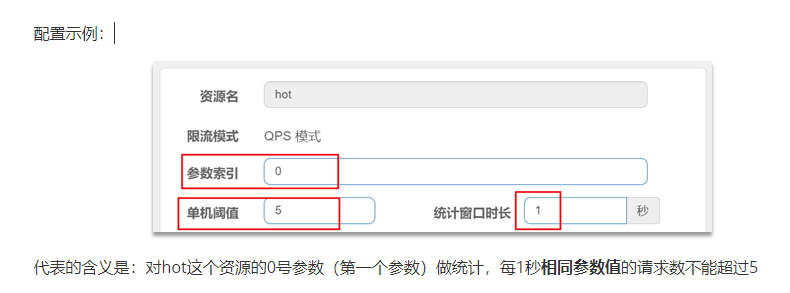 配置示例：
资源名 hot
限流模式 QPS 模式
参数索引 0
单机阈值 5 统计窗口时长 1 秒
代表的含义是：对hot这个资源的0号参数（第一个参数）做统计，每1秒相同参数值的请求数不能超过5